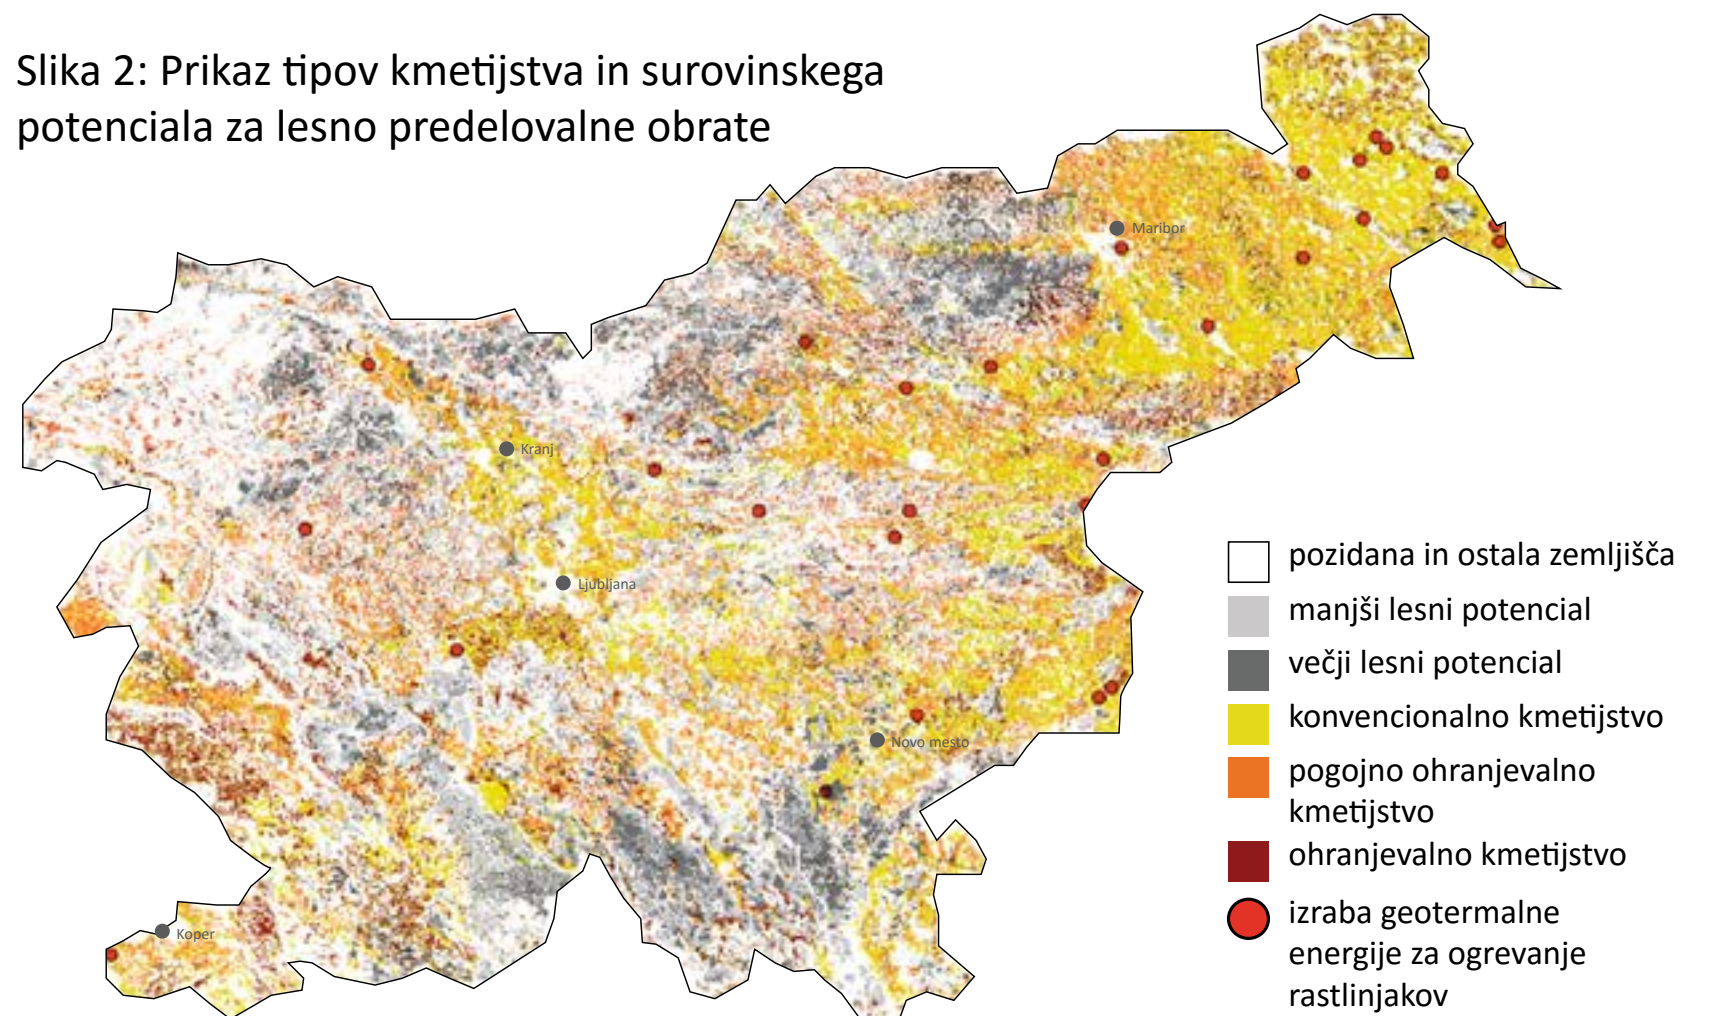 Slika 2: Prikaz tipov kmetijstva in surovinskega
potenciala za lesno predelovalne obrate
Maribor
Kranj
Ljubljana
Novo mesto
Koper
pozidana in ostala zemljišča
manjši lesni potencial
večji lesni potencial
konvencionalno kmetijstvo
pogojno ohranjevalno
kmetijstvo
ohranjevalno kmetijstvo
izraba geotermalne
energije za ogrevanje
rastlinjakov